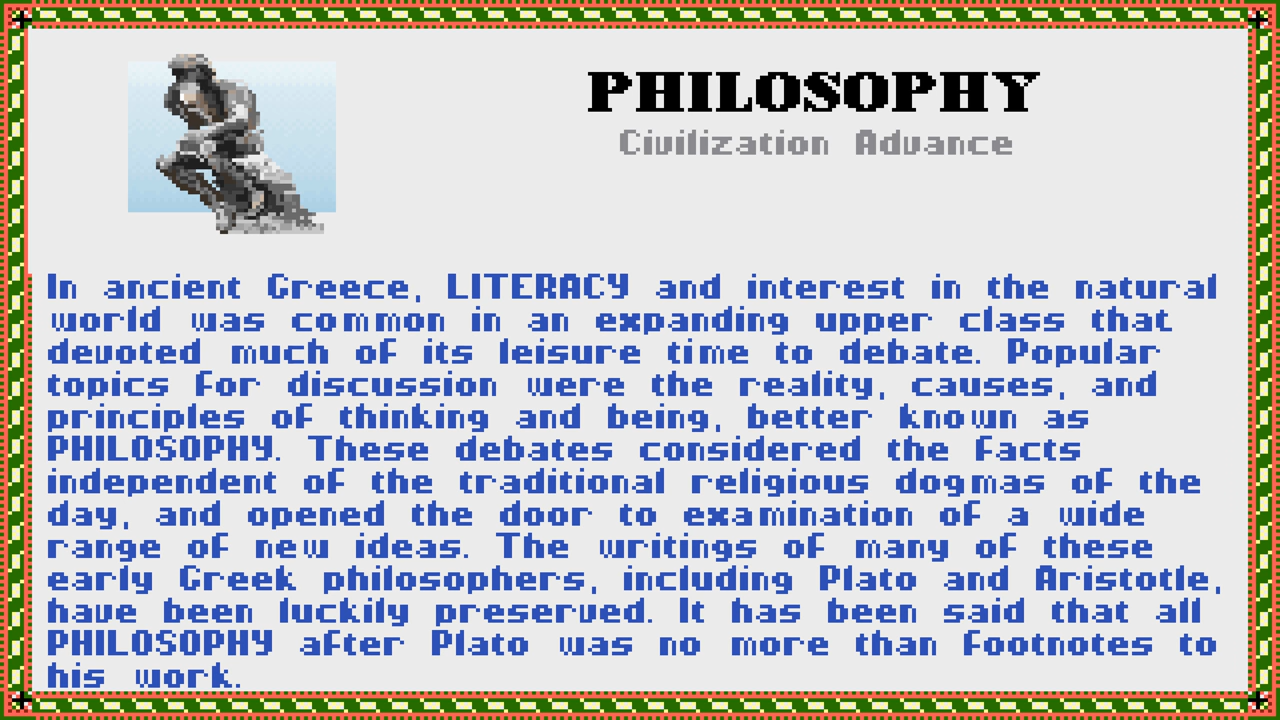 PHILOSOPHY
Civilization Advance
In ancient Greece, LITERACY and interest in the natural
world was common in an expanding upper class that
devoted much of its leisure time to debate. Popular
topics for discussion were the reality, causes, and
principles of thinking and being, better known as
PHILOSOPHY. These debates considered the facts
independent of the traditional religious dogmas of the
day, and opened the door to examination of a wide
range of new ideas. The writings of many of these
early Greek philosophers, including Plato and Aristotle,
have been luckily preserved. It has been said that all
PHILOSOPHY after Plato was no more than footnotes to
his work.